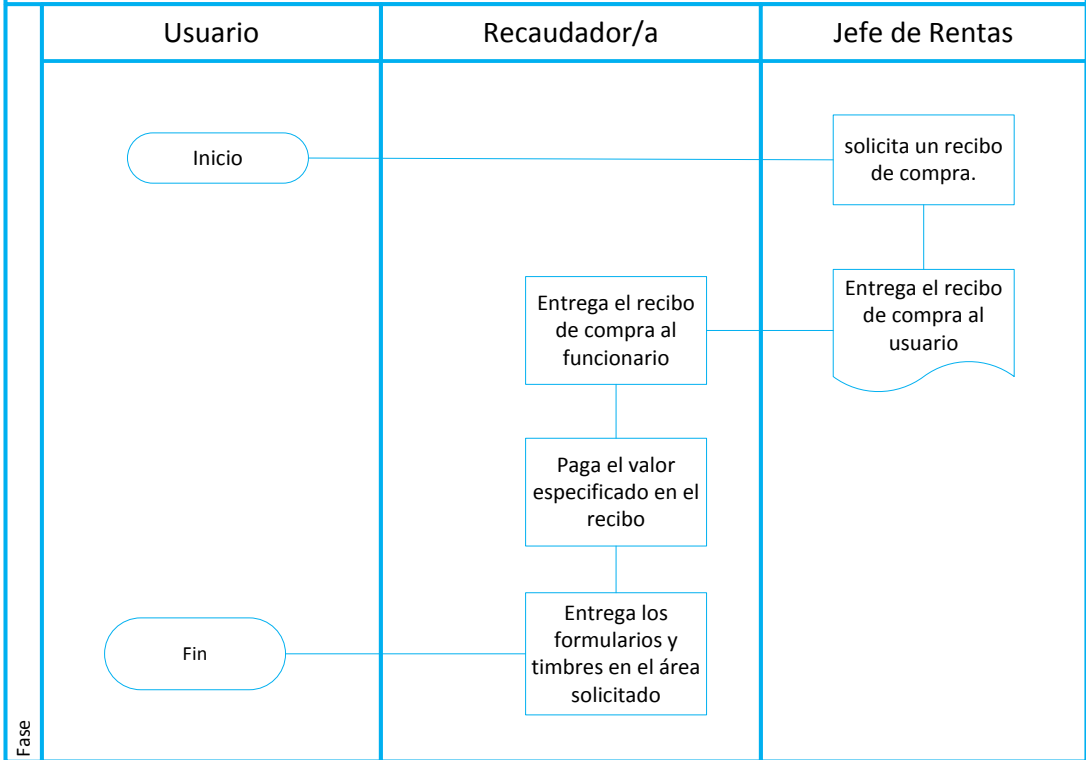 Usuario
Recaudador/a
Jefe de Rentas
Inicio
solicita un recibo
de compra.
Entrega el recibo
de compra al
usuario
Entrega el recibo
de compra al
funcionario
Paga el valor
especificado en el
recibo
Entrega los
formularios y
timbres en el área
solicitado
Fin
Fase